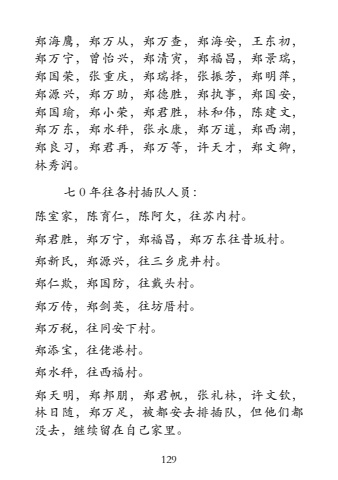 郑海鹰，郑万从，郑万查，郑海安，王东初，
郑万宁，曾怡兴，郑清寅，郑福昌，郑景瑞，
郑国荣，张重庆，郑瑞择，张振芳，郑明萍，
郑源兴，郑万助，郑德胜，郑执事，郑国安，
郑国瑜，郑小荣，郑君胜，林和伟，陈建文，
郑万东，郑水秤，张永康，郑万道，郑西湖，
郑良习，郑君再，郑万等，许天才，郑文卿，
林秀润。
七０年往各村插队人员：
陈室家，陈育仁，陈阿欠，往苏内村。
郑君胜，郑万宁，郑福昌，郑万东往昔坂村。
郑新民，郑源兴，往三乡虎井村。
郑仁欺，郑国防，往戴头村。
郑万传，郑剑英，往坊厝村。
郑万税，往同安下村。
郑添宝，往佬港村。
郑水秤，往西福村。
郑天明，郑邦朋，郑君帆，张礼林，许文钦，
林日随，郑万足，被都安去排插队，但他们都
没去，继续留在自己家里。
129